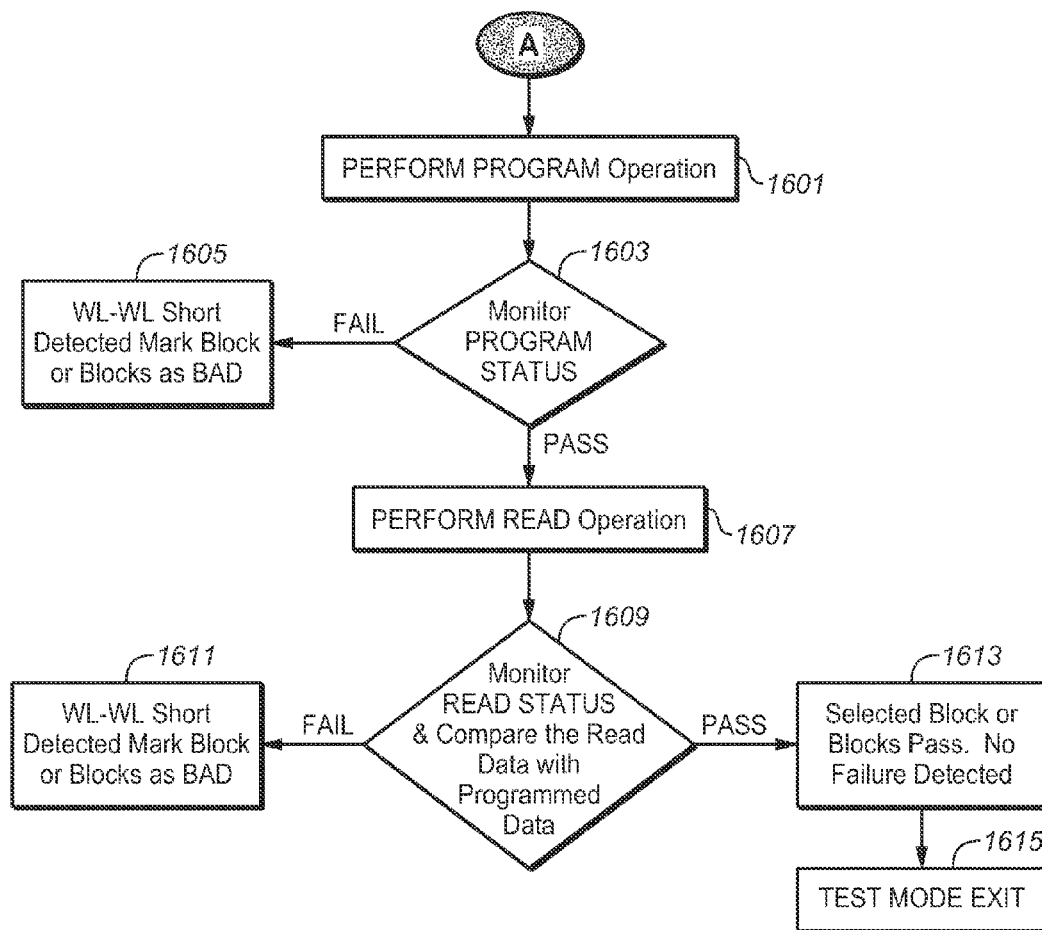 A
PERFORM PROGRAM Operation
1601
1603
1605
Monitor
PROGRAM
STATUS
FAIL
WL-WL Short
Detected Mark Block
or Blocks as BAD
PASS
PERFORM READ Operation
1607
1609
1611
1613
Monitor
READ STATUS
& Compare the Read
Data with
Programmed
Data
FAIL
WL-WL Short
Detected Mark Block
or Blocks as BAD
PASS
Selected Block or
Blocks Pass. No
Failure Detected
1615
TEST MODE EXIT